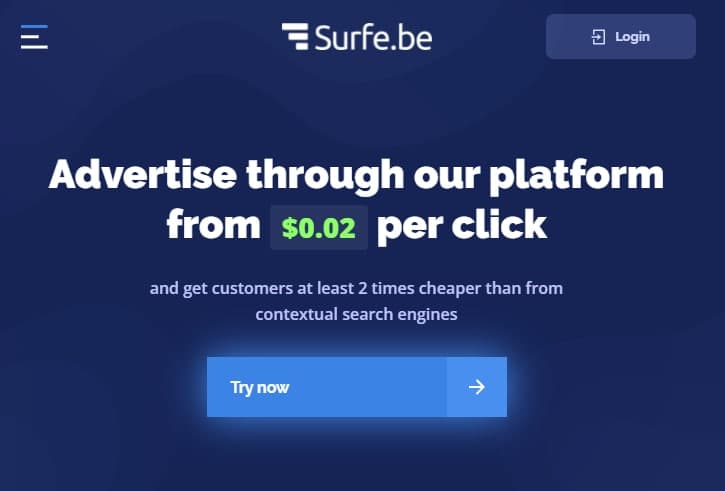 Surfe.be
Login
Advertise through our platform
from $0.02 per click
and get customers at least 2 times cheaper than from
contextual search engines
Try now